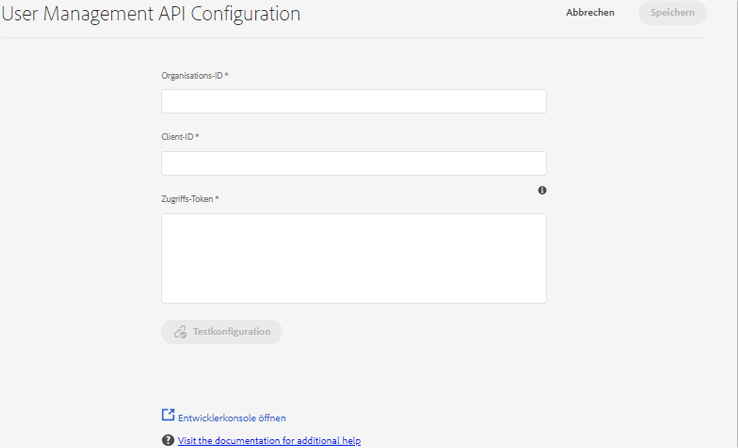 User Management API Configuration Abbrechen Speichern
Organisations-ID *
Client-ID *
Zugriffs-Token *
Testkonfiguration
Entwicklerkonsole öffnen
Visit the documentation for additional help